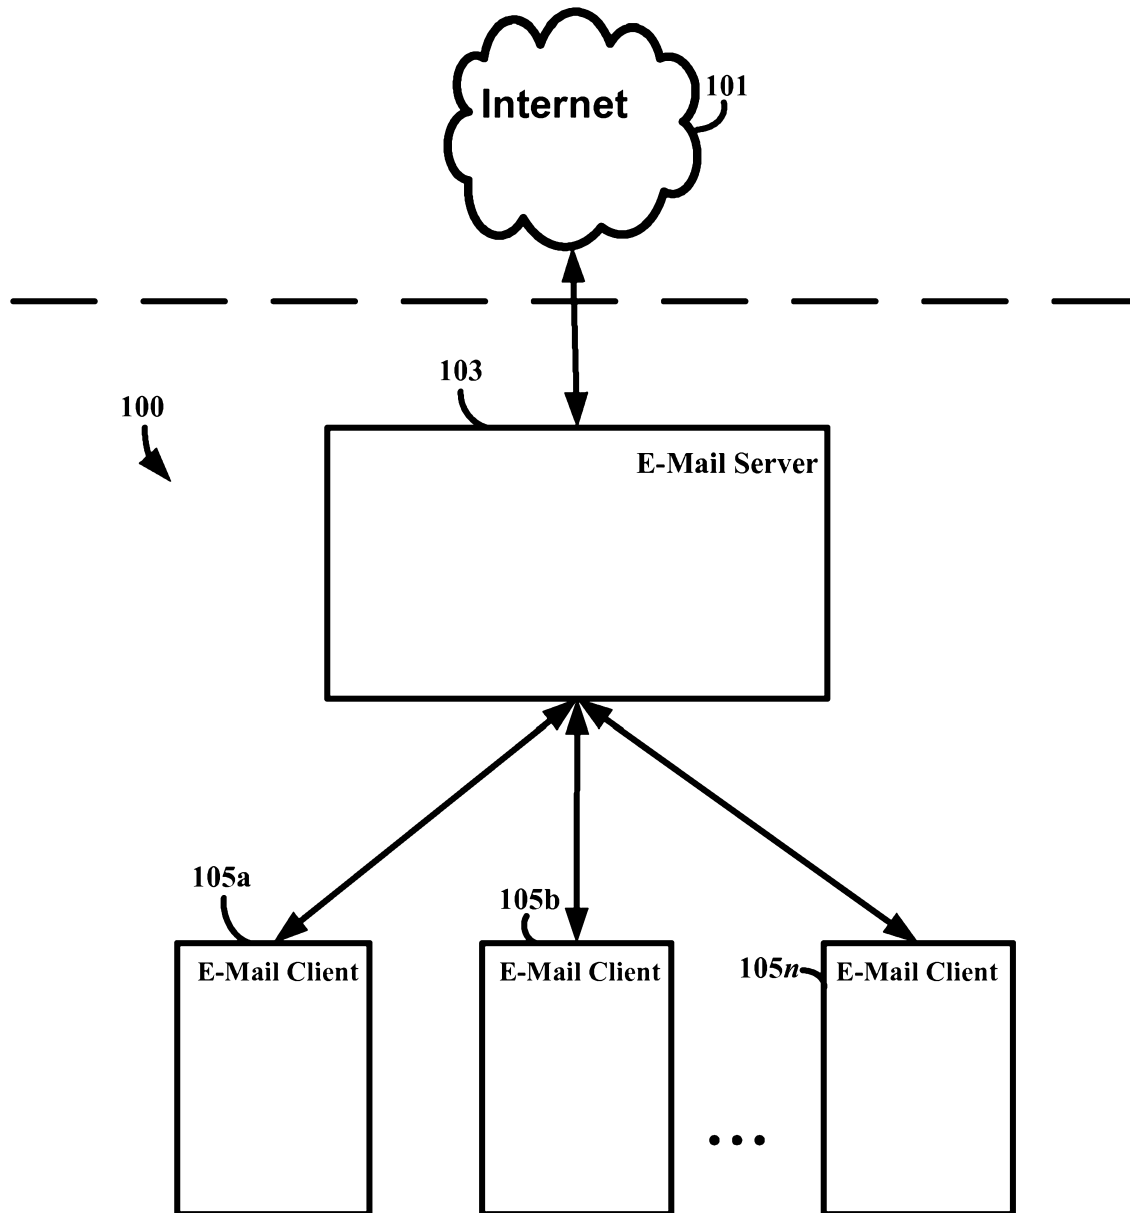 101
Internet
103
100
E-Mail Server
105a
105b
105n
E-Mail Client
E-Mail Client
E-Mail Client
...